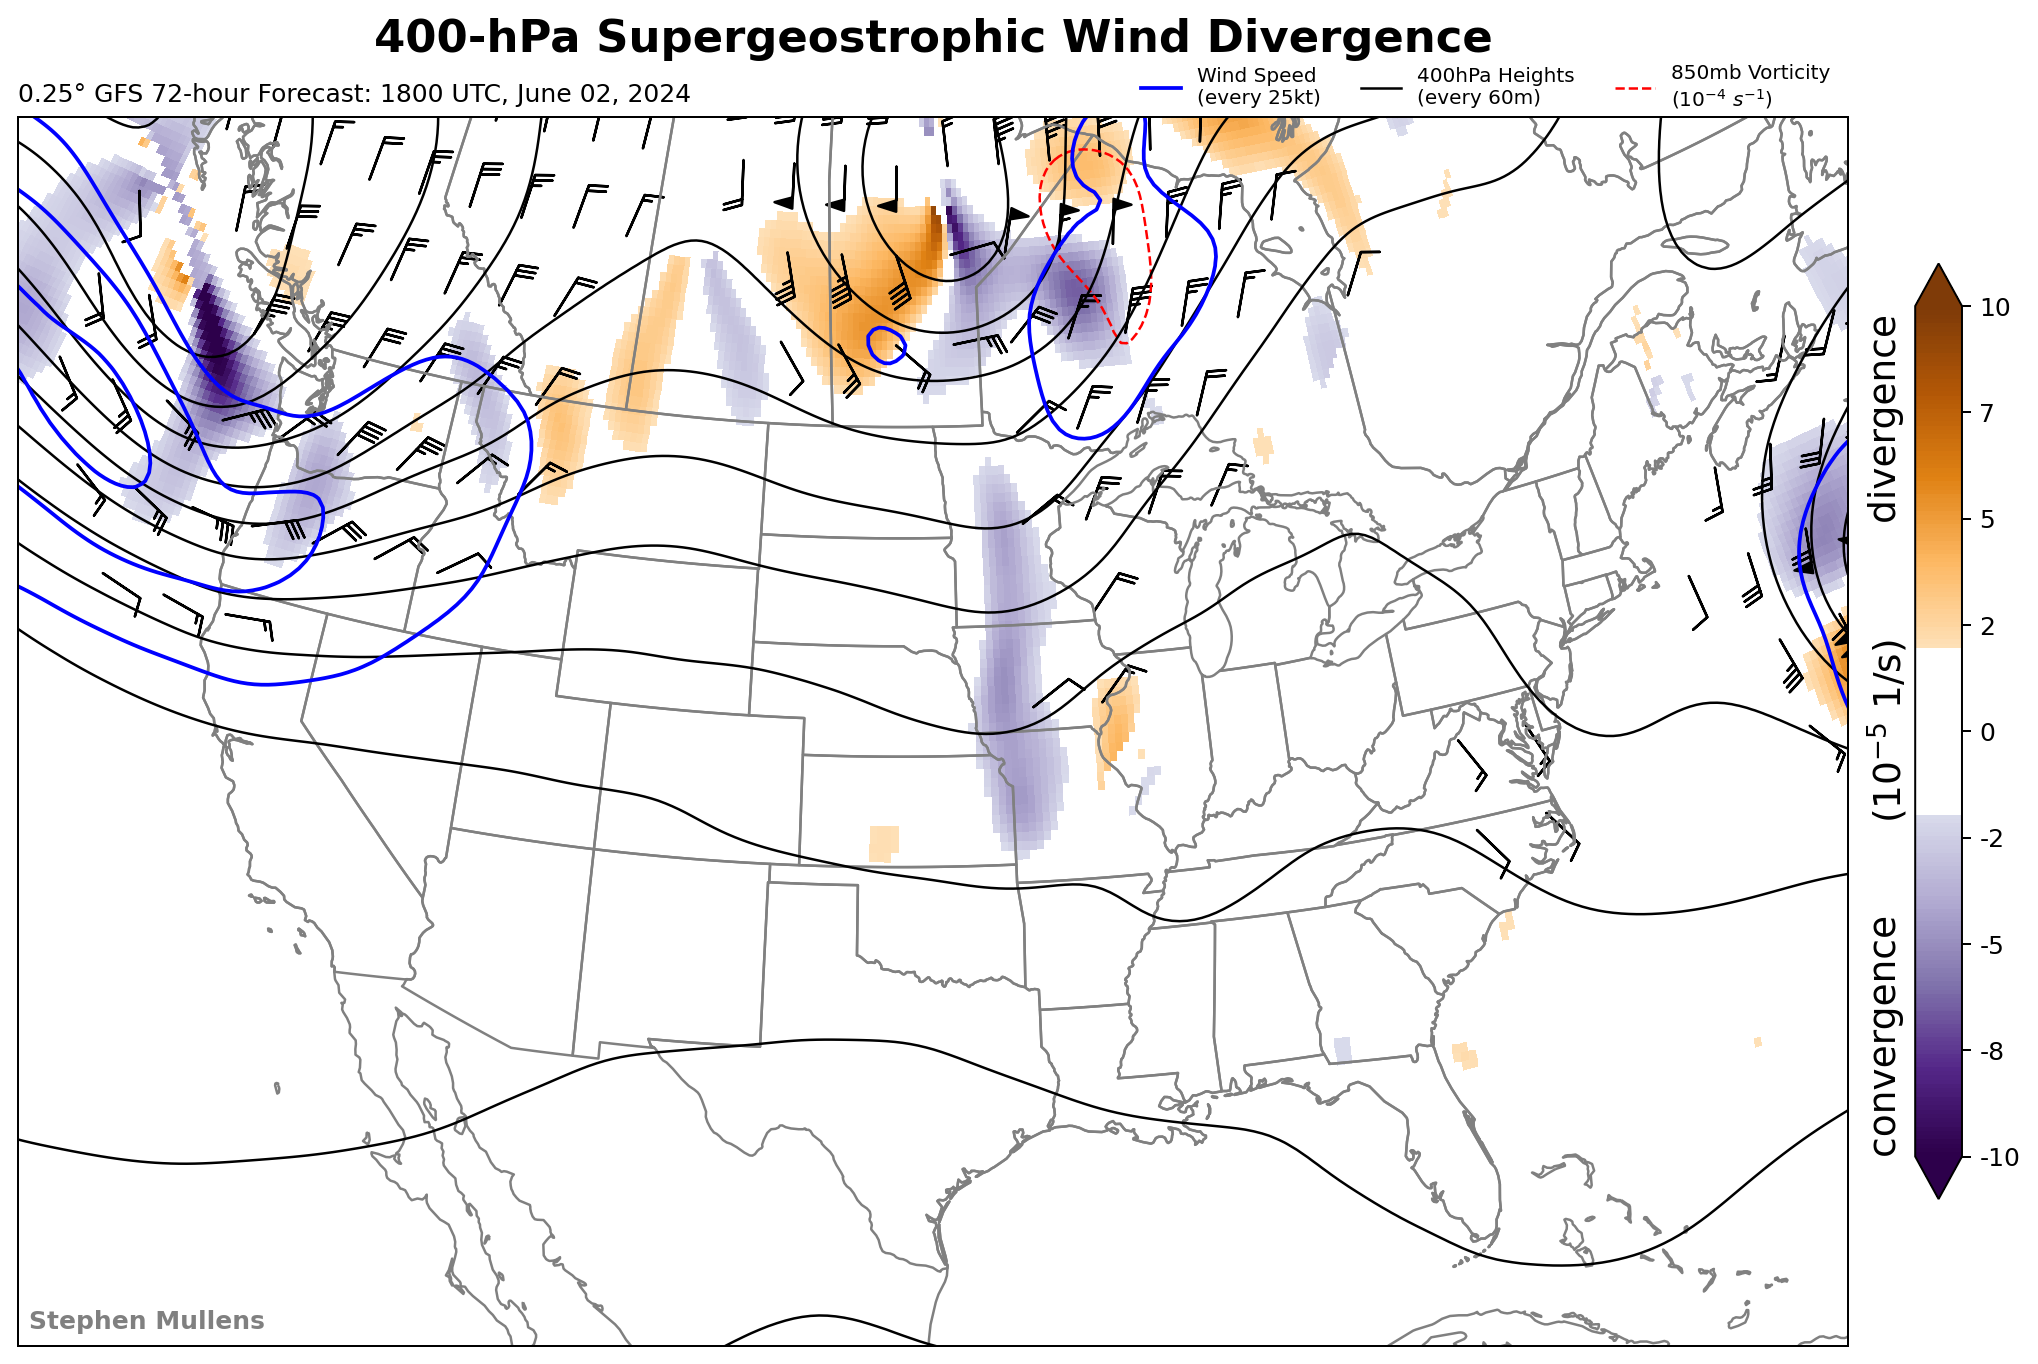 400-hPa Supergeostrophic Wind Divergence
0.25° GFS 72-hour Forecast: 1800 UTC, June 02, 2024
Wind Speed
(every 25kt)
400hPa Heights
(every 60m)
850mb Vorticity
(10⁻⁴ s⁻¹)
10
7
5
2
0
-2
-5
-8
-10
convergence (10⁻⁵ 1/s) divergence
Stephen Mullens